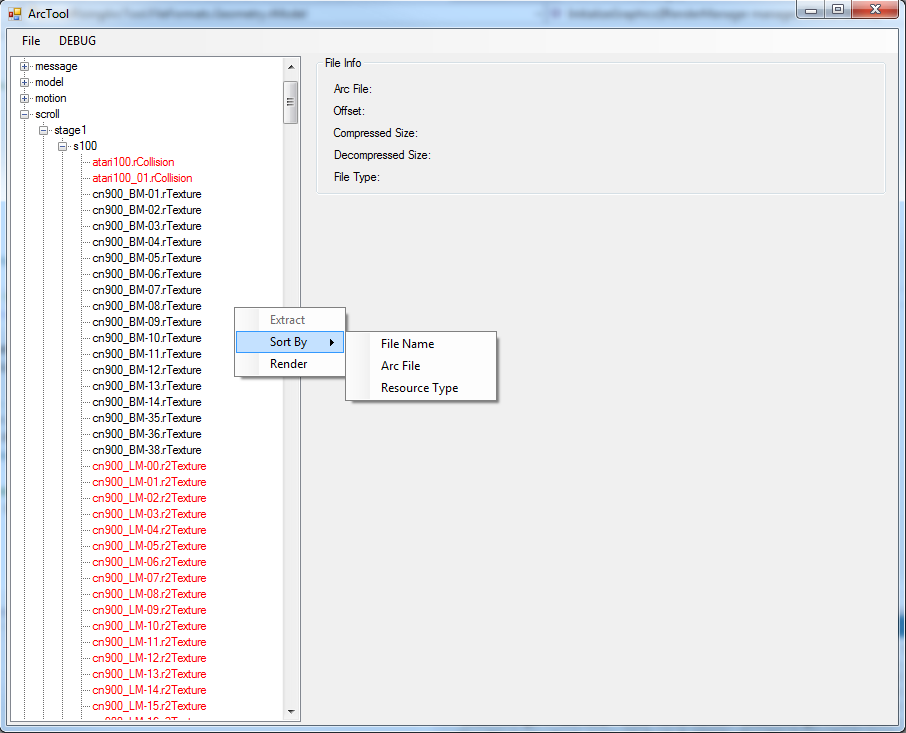 ArcTool
File DEBUG
message
model
motion
scroll
stage1
s100
atari100.rCollision
atari100_01.rCollision
cn900_BM-01.rTexture
cn900_BM-02.rTexture
cn900_BM-03.rTexture
cn900_BM-04.rTexture
cn900_BM-05.rTexture
cn900_BM-06.rTexture
cn900_BM-07.rTexture
cn900_BM-08.rTexture
cn900_BM-09.rTexture
cn900_BM-10.rTexture
cn900_BM-11.rTexture
cn900_BM-12.rTexture
cn900_BM-13.rTexture
cn900_BM-14.rTexture
cn900_BM-35.rTexture
cn900_BM-36.rTexture
cn900_BM-38.rTexture
cn900_LM-00.r2Texture
cn900_LM-01.r2Texture
cn900_LM-02.r2Texture
cn900_LM-03.r2Texture
cn900_LM-04.r2Texture
cn900_LM-05.r2Texture
cn900_LM-06.r2Texture
cn900_LM-07.r2Texture
cn900_LM-08.r2Texture
cn900_LM-09.r2Texture
cn900_LM-10.r2Texture
cn900_LM-11.r2Texture
cn900_LM-12.r2Texture
cn900_LM-13.r2Texture
cn900_LM-14.r2Texture
cn900_LM-15.r2Texture
Extract
Sort By
Render
File Name
Arc File
Resource Type
File Info
Arc File:
Offset:
Compressed Size:
Decompressed Size:
File Type: